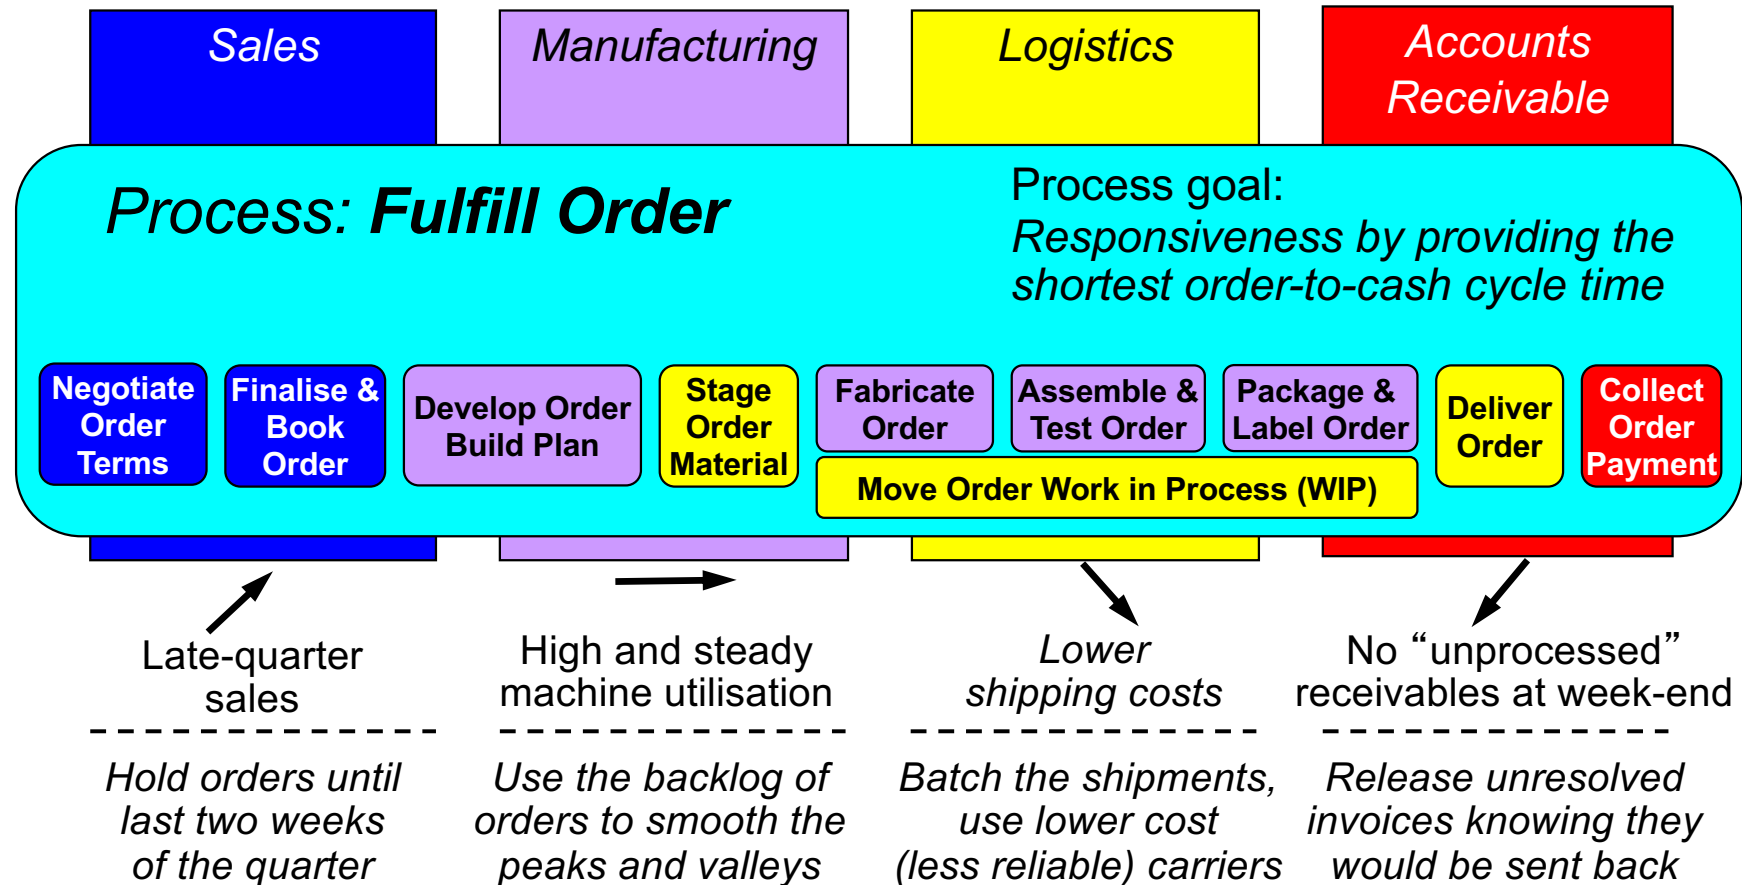 Sales
Manufacturing
Logistics
Accounts
Receivable
Process: Fulfill Order
Process goal:
Responsiveness by providing the
shortest order-to-cash cycle time
Negotiate
Order
Terms
Finalise &
Book
Order
Develop Order
Build Plan
Stage
Order
Material
Fabricate
Order
Assemble &
Test Order
Package &
Label Order
Move Order Work in Process (WIP)
Deliver
Order
Collect
Order
Payment
Late-quarter
sales
High and steady
machine utilisation
Lower
shipping costs
No “unprocessed”
receivables at week-end
Hold orders until
last two weeks
of the quarter
Use the backlog of
orders to smooth the
peaks and valleys
Batch the shipments,
use lower cost
(less reliable) carriers
Release unresolved
invoices knowing they
would be sent back